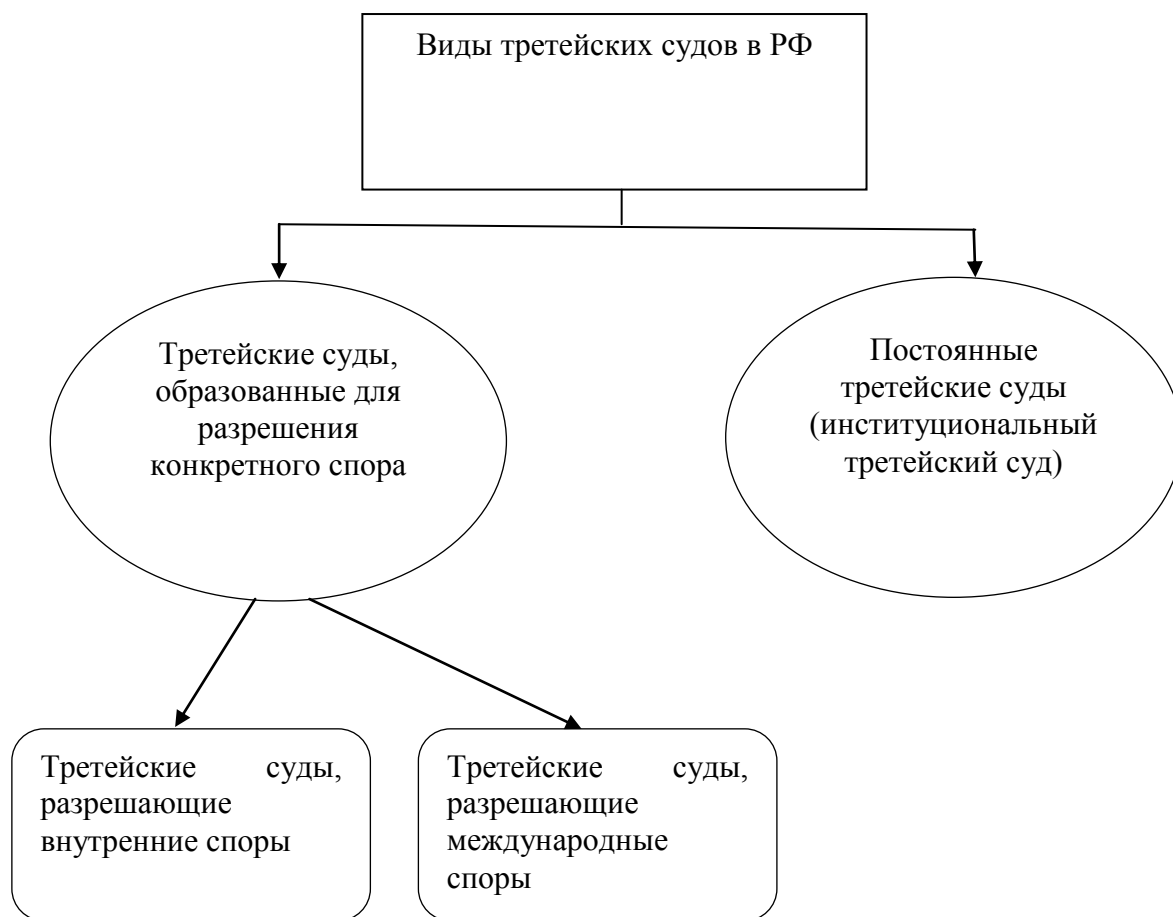 Виды третейских судов в РФ
Третейские суды,
образованные для
разрешения
конкретного спора
Постоянные
третейские суды
(институциональный
третейский суд)
Третейские суды,
разрешающие
внутренние споры
Третейские суды,
разрешающие
международные
споры